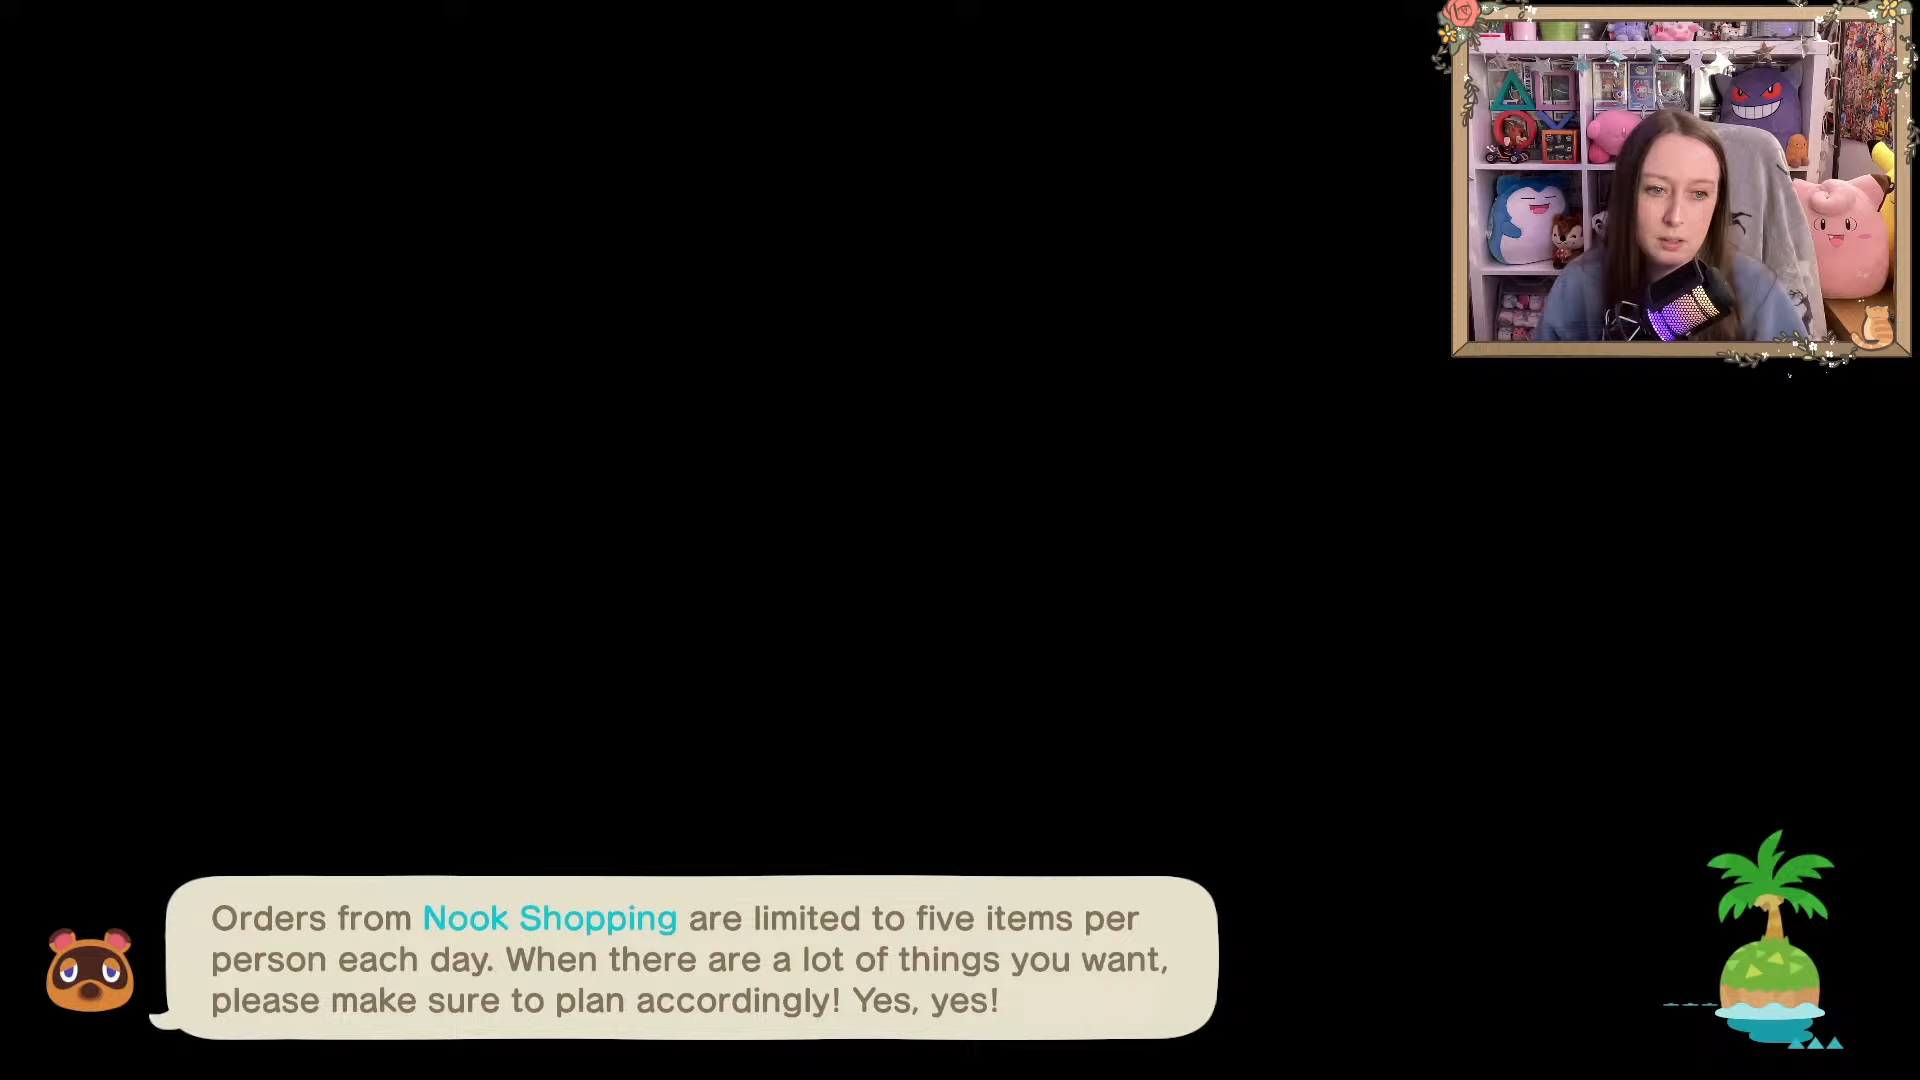 Orders from Nook Shopping are limited to five items per
person each day. When there are a lot of things you want,
please make sure to plan accordingly! Yes, yes!